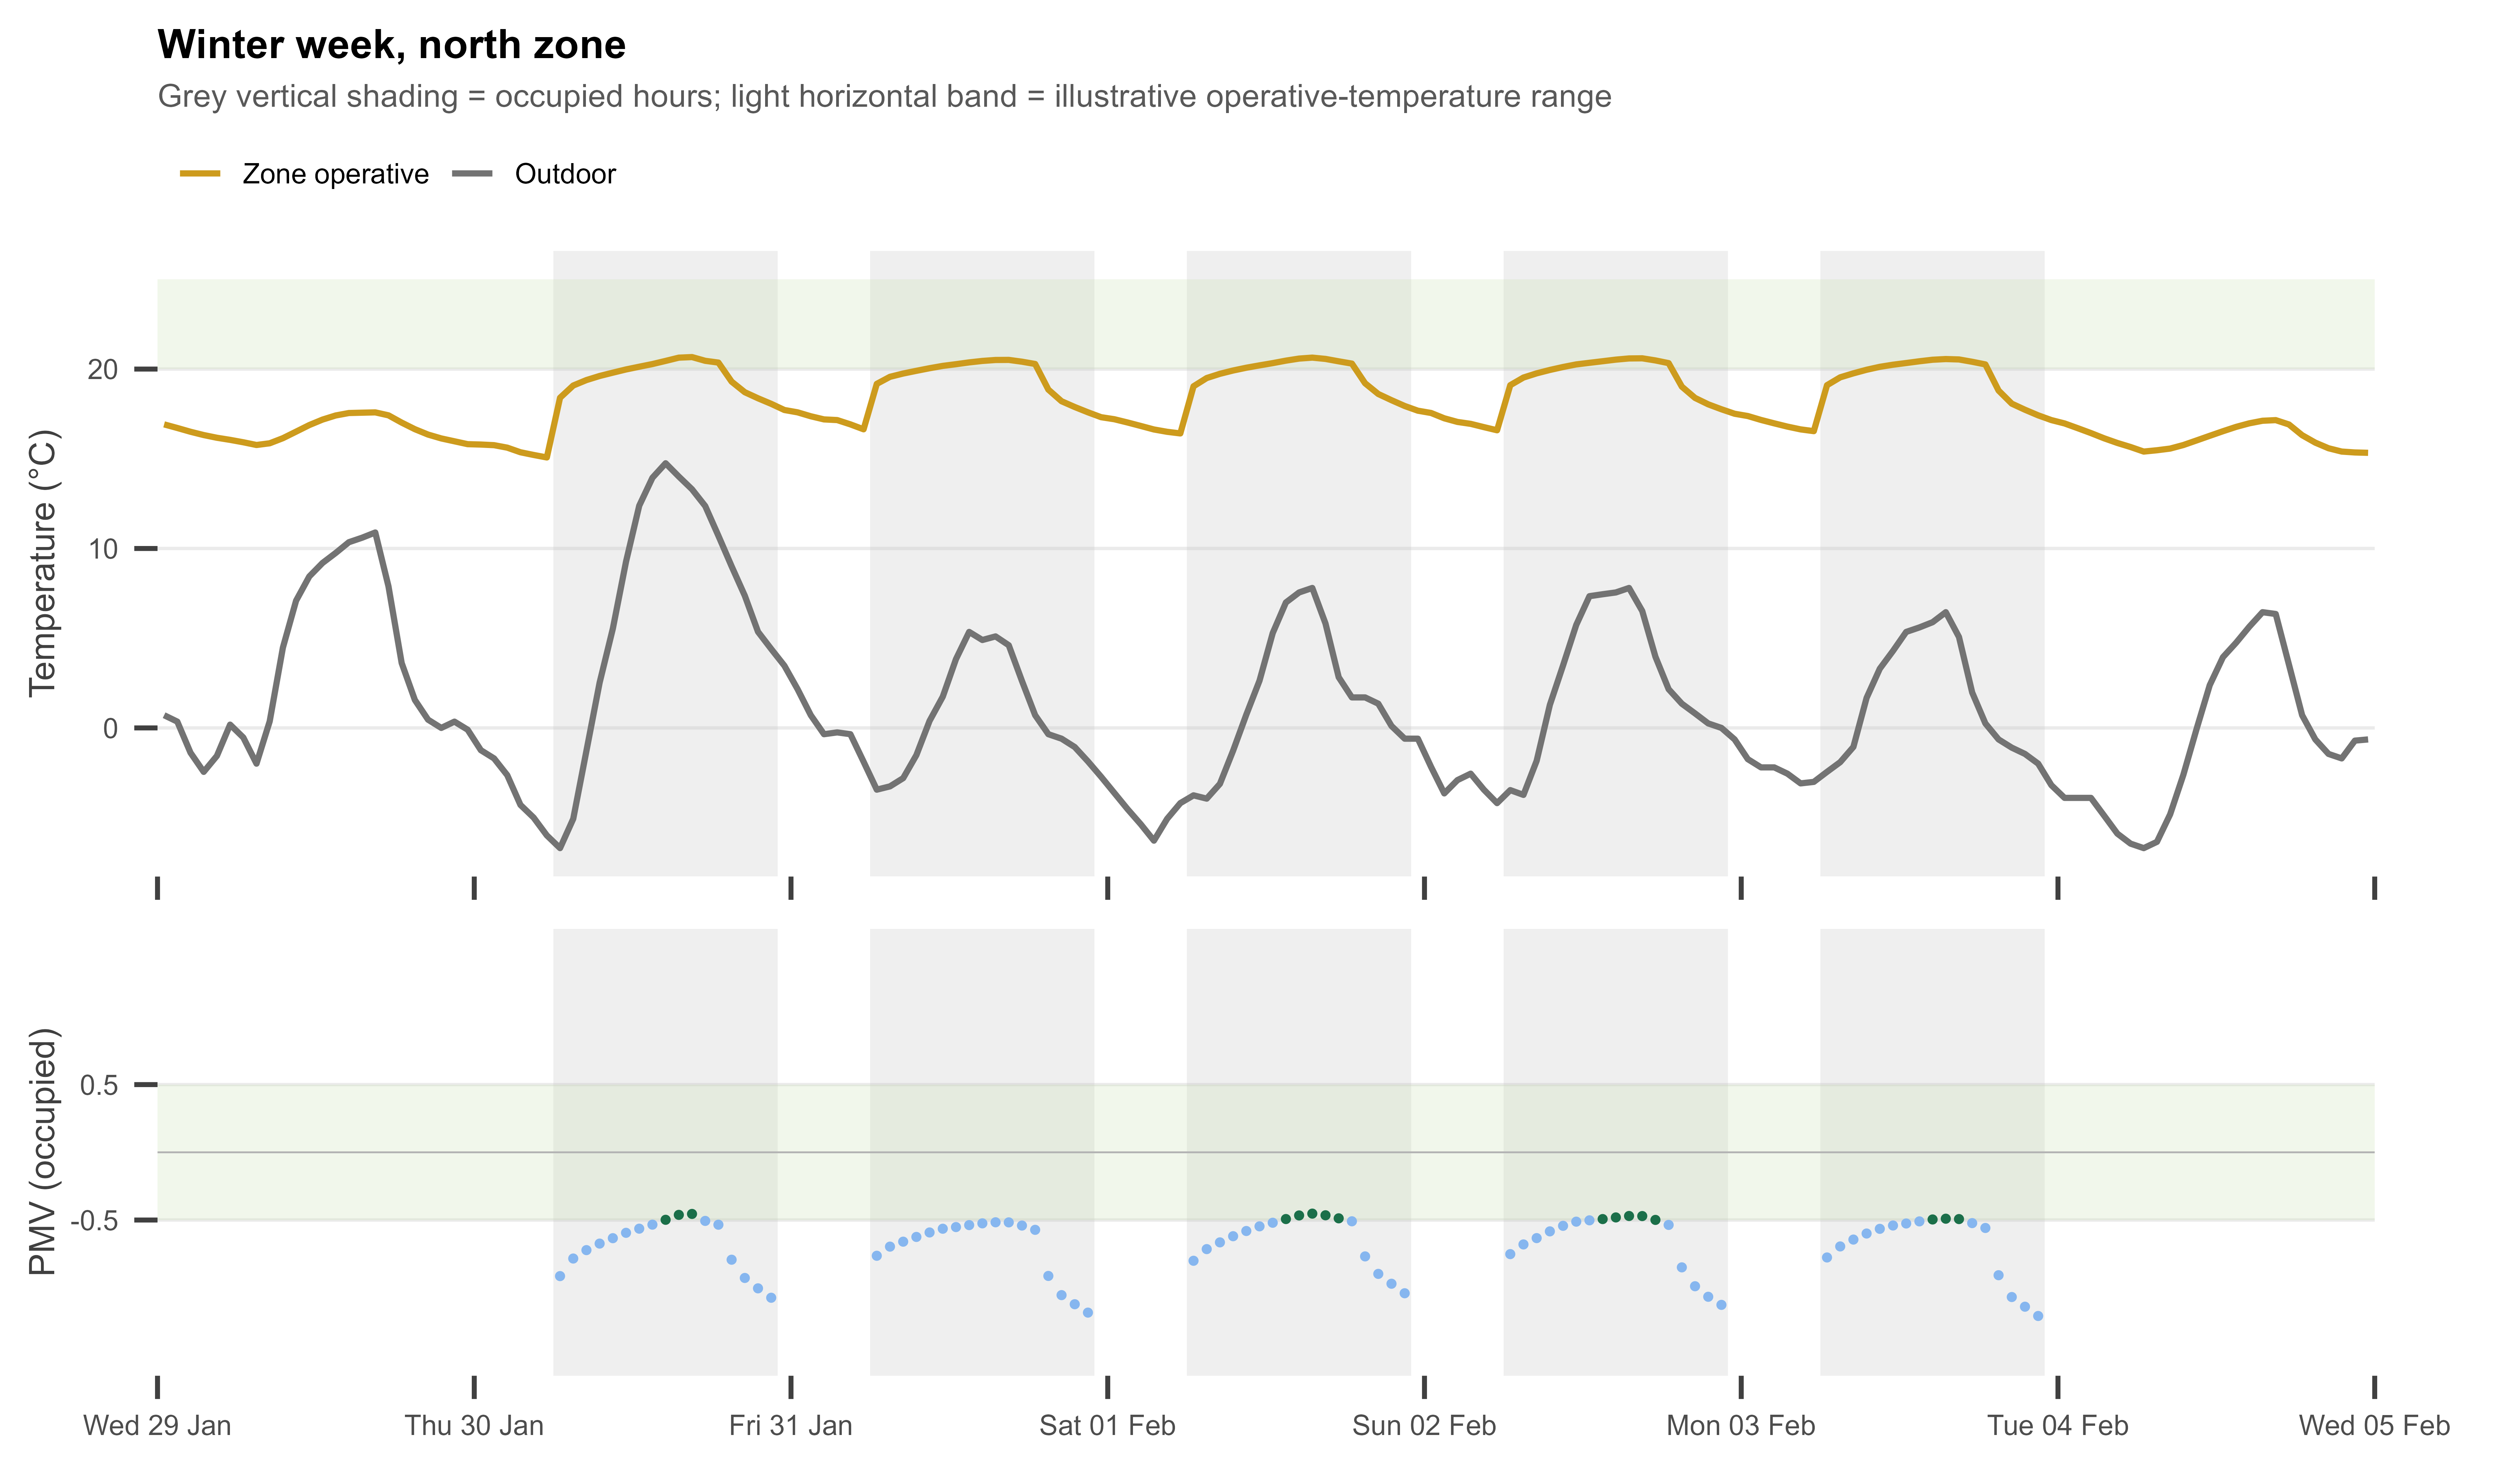 Winter week, north zone
Grey vertical shading = occupied hours; light horizontal band = illustrative operative-temperature range
Zone operative Outdoor
Temperature (°C)
20
10
0
PMV (occupied)
0.5
-0.5
Wed 29 Jan Thu 30 Jan Fri 31 Jan Sat 01 Feb Sun 02 Feb Mon 03 Feb Tue 04 Feb Wed 05 Feb